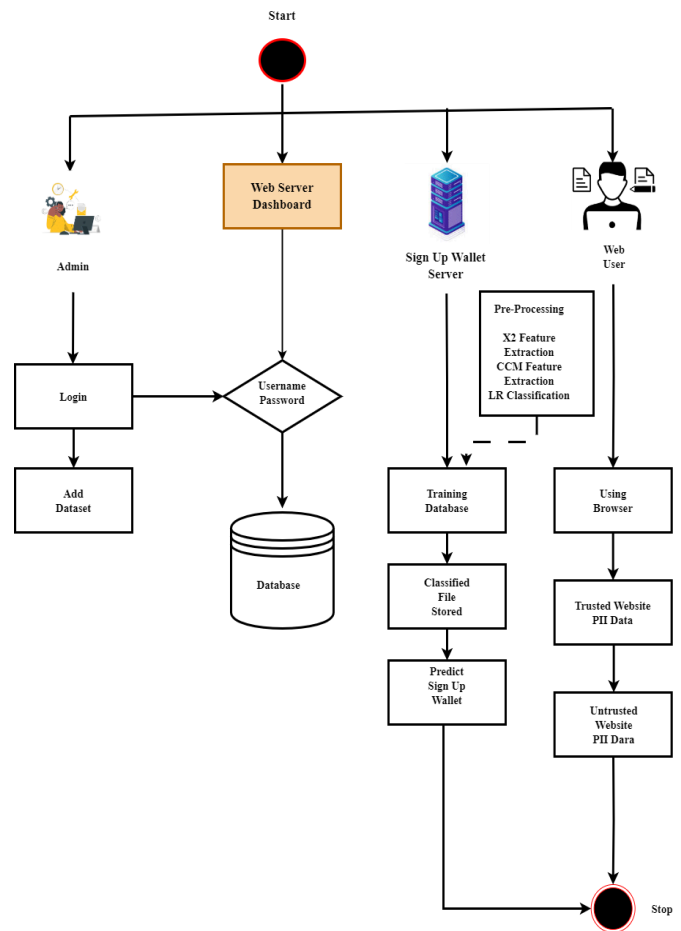 Start
Web Server
Dashboard
Admin
Sign Up Wallet
Server
Web
User
Pre-Processing
X2 Feature
Extraction
CCM Feature
Extraction
LR Classification
Login
Username
Password
Add
Dataset
Training
Database
Using
Browser
Database
Classified
File
Stored
Trusted Website
PII Data
Predict
Sign Up
Wallet
Untrusted
Website
PII Dara
Stop